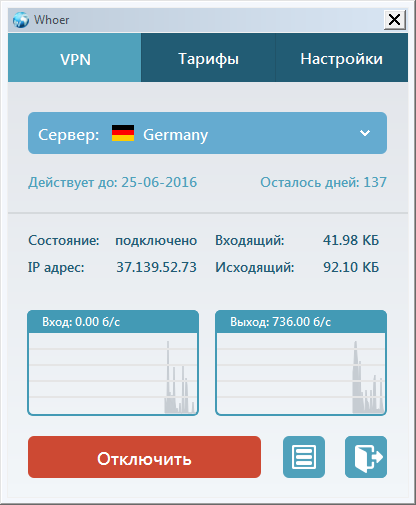 Whoer
VPN Тарифы Настройки
Сервер: Germany
Действует до: 25-06-2016 Осталось дней: 137
Состояние: подключено Входящий: 41.98 КБ
IP адрес: 37.139.52.73 Исходящий: 92.10 КБ
Вход: 0.00 б/с Выход: 736.00 б/с
Отключить